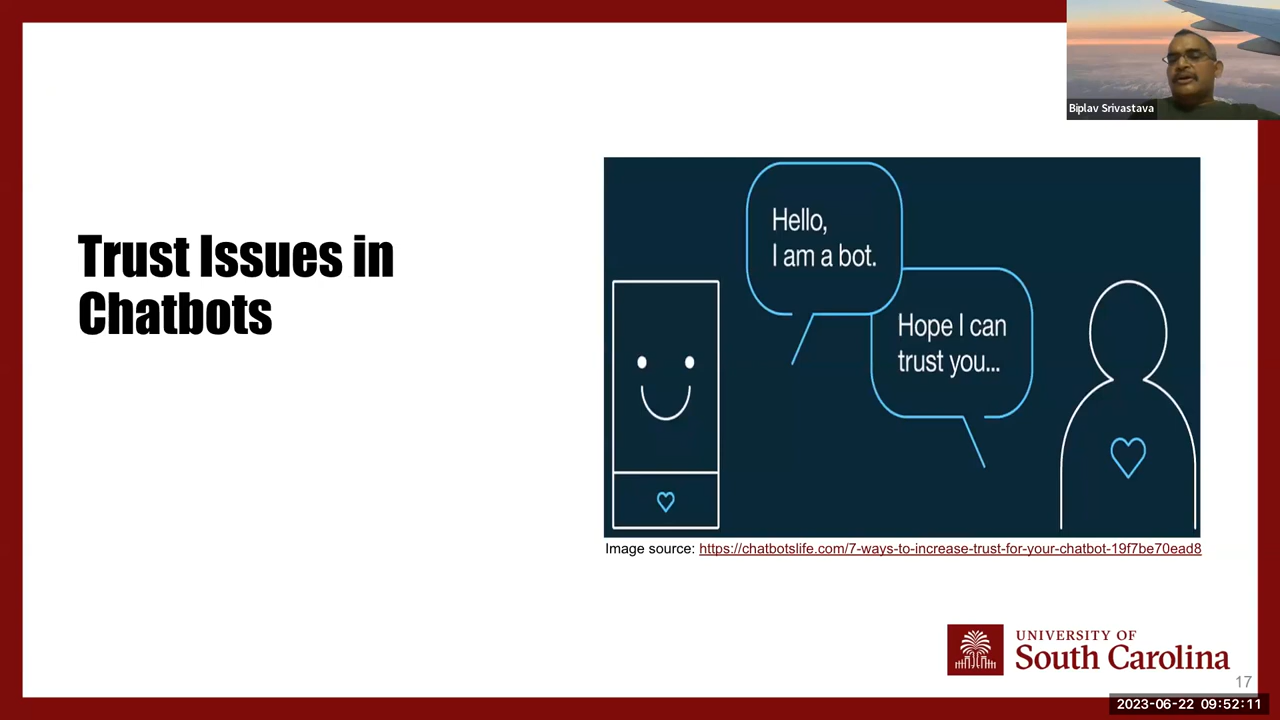 Biplav Srivastava
Trust Issues in
Chatbots
Hello,
I am a bot.
Hope I can
trust you...
Image source: https://chatbotslife.com/7-ways-to-increase-trust-for-your-chatbot-19f7be70ead8
UNIVERSITY OF
South Carolina
17
2023-06-22 09:52:11